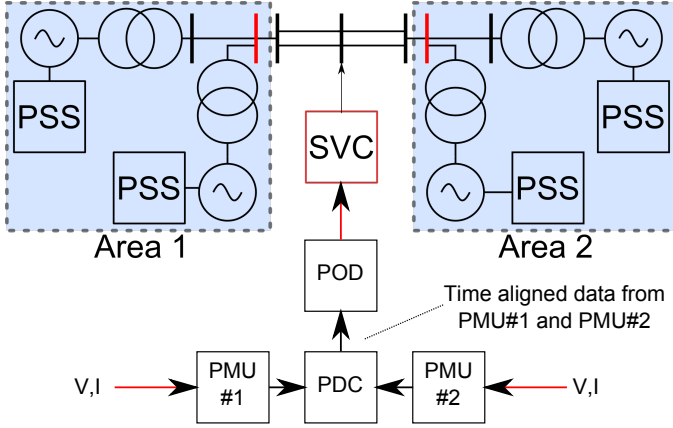 PSS
PSS
SVC
PSS
PSS
Area 1
Area 2
POD
Time aligned data from
PMU#1 and PMU#2
V,I
PMU
#1
PDC
PMU
#2
V,I